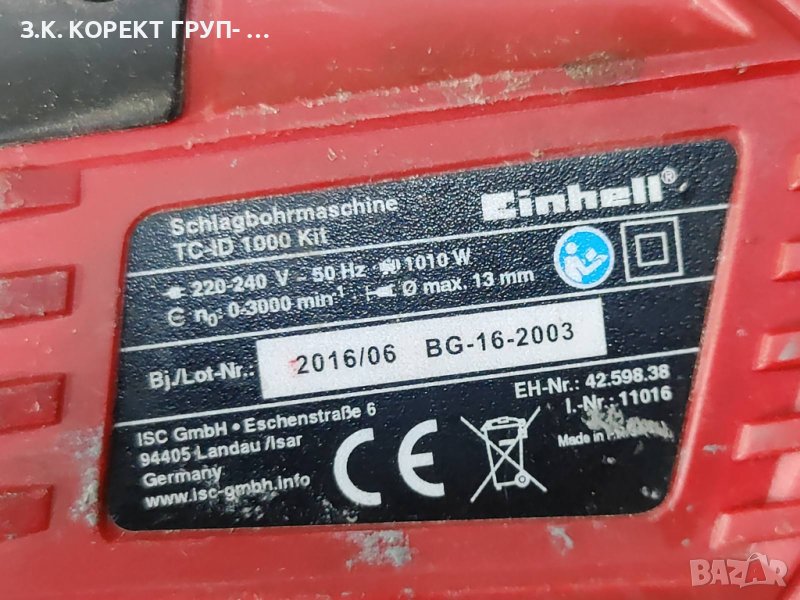 З.К. КОРЕКТ ГРУП- ...
Einhell®
Schlagbohrmaschine
TC-ID 1000 Kit
220-240 V ~ 50 Hz 1010 W
n₀: 0-3000 min⁻¹ Ø max. 13 mm
Bj./Lot-Nr.: 2016/06 BG-16-2003
EH-Nr.: 42.598.38
I.-Nr.: 11016
Made in
ISC GmbH • Eschenstraße 6
94405 Landau /Isar
Germany
www.isc-gmbh.info
CE
BAZAR